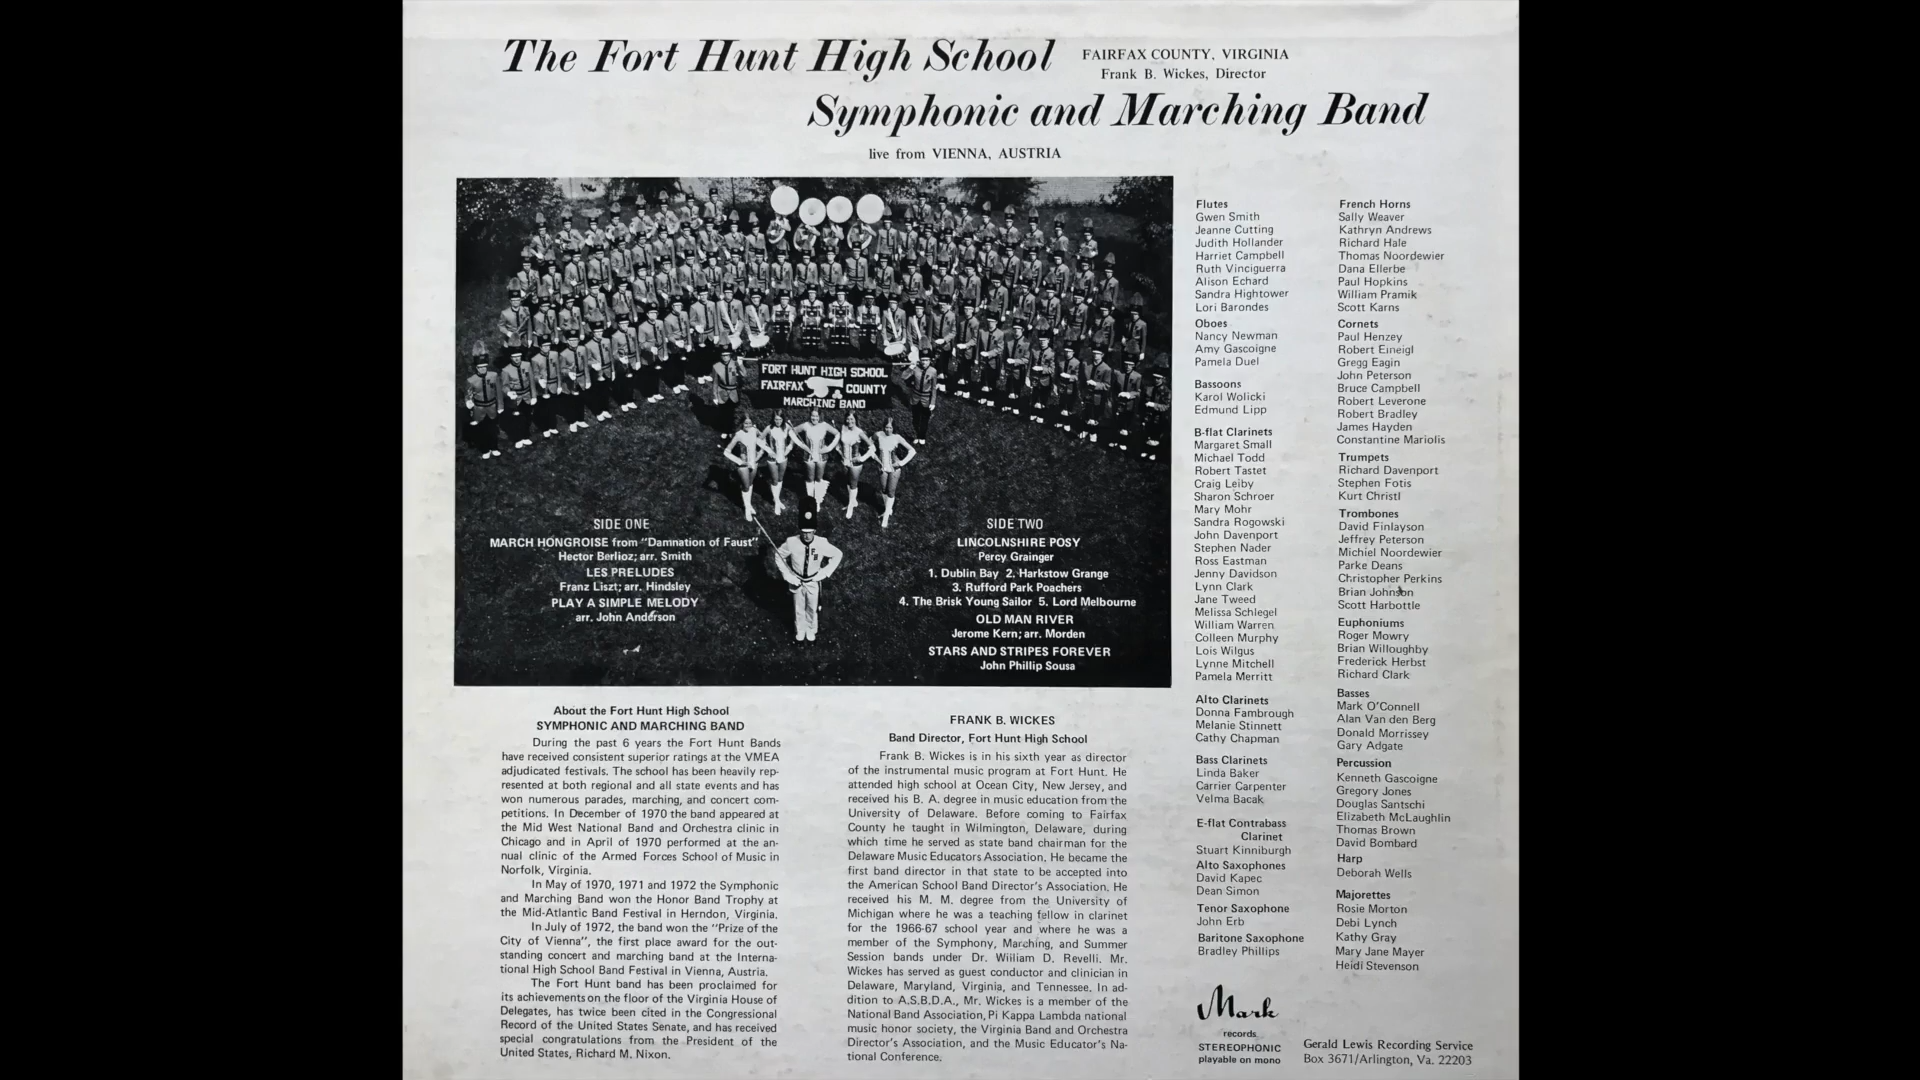 The Fort Hunt High School
FAIRFAX COUNTY, VIRGINIA
Frank B. Wickes, Director
Symphonic and Marching Band
live from VIENNA, AUSTRIA
FORT HUNT HIGH SCHOOL
FAIRFAX COUNTY
MARCHING BAND
SIDE ONE
MARCH HONGROISE from "Damnation of Faust"
Hector Berlioz; arr. Smith
LES PRELUDES
Franz Liszt; arr. Hindsley
PLAY A SIMPLE MELODY
arr. John Anderson
SIDE TWO
LINCOLNSHIRE POSY
Percy Grainger
1. Dublin Bay 2. Harkstow Grange
3. Rufford Park Poachers
4. The Brisk Young Sailor 5. Lord Melbourne
OLD MAN RIVER
Jerome Kern; arr. Morden
STARS AND STRIPES FOREVER
John Phillip Sousa
About the Fort Hunt High School
SYMPHONIC AND MARCHING BAND
During the past 6 years the Fort Hunt Bands
have received consistent superior ratings at the VMEA
adjudicated festivals. The school has been heavily rep-
resented at both regional and all state events and has
won numerous parades, marching, and concert com-
petitions. In December of 1970 the band appeared at
the Mid West National Band and Orchestra clinic in
Chicago and in April of 1970 performed at the an-
nual clinic of the Armed Forces School of Music in
Norfolk, Virginia.
In May of 1970, 1971 and 1972 the Symphonic
and Marching Band won the Honor Band Trophy at
the Mid-Atlantic Band Festival in Herndon, Virginia.
In July of 1972, the band won the "Prize of the
City of Vienna", the first place award for the out-
standing concert and marching band at the Interna-
tional High School Band Festival in Vienna, Austria.
The Fort Hunt band has been proclaimed for
its achievements on the floor of the Virginia House of
Delegates, has twice been cited in the Congressional
Record of the United States Senate, and has received
special congratulations from the President of the
United States, Richard M. Nixon.
FRANK B. WICKES
Band Director, Fort Hunt High School
Frank B. Wickes is in his sixth year as director
of the instrumental music program at Fort Hunt. He
attended high school at Ocean City, New Jersey, and
received his B. A. degree in music education from the
University of Delaware. Before coming to Fairfax
County he taught in Wilmington, Delaware, during
which time he served as state band chairman for the
Delaware Music Educators Association. He became the
first band director in that state to be accepted into
the American School Band Director's Association. He
received his M. M. degree from the University of
Michigan where he was a teaching fellow in clarinet
for the 1966-67 school year and where he was a
member of the Symphony, Marching, and Summer
Session bands under Dr. William D. Revelli. Mr.
Wickes has served as guest conductor and clinician in
Delaware, Maryland, Virginia, and Tennessee. In ad-
dition to A.S.B.D.A., Mr. Wickes is a member of the
National Band Association, Pi Kappa Lambda national
music honor society, the Virginia Band and Orchestra
Director's Association, and the Music Educator's Na-
tional Conference.
Flutes
Gwen Smith
Jeanne Cutting
Judith Hollander
Harriet Campbell
Ruth Vinciguerra
Alison Echard
Sandra Hightower
Lori Barondes
Oboes
Nancy Newman
Amy Gascoigne
Pamela Duel
Bassoons
Karol Wolicki
Edmund Lipp
B-flat Clarinets
Margaret Small
Michael Todd
Robert Tastet
Craig Leiby
Sharon Schroer
Mary Mohr
Sandra Rogowski
John Davenport
Stephen Nader
Ross Eastman
Jenny Davidson
Lynn Clark
Jane Tweed
Melissa Schlegel
William Warren
Colleen Murphy
Lois Wilgus
Lynne Mitchell
Pamela Merritt
Alto Clarinets
Donna Fambrough
Melanie Stinnett
Cathy Chapman
Bass Clarinets
Linda Baker
Carrier Carpenter
Velma Bacak
E-flat Contrabass
Clarinet
Stuart Kinniburgh
Alto Saxophones
David Kapec
Dean Simon
Tenor Saxophone
John Erb
Baritone Saxophone
Bradley Phillips
French Horns
Sally Weaver
Kathryn Andrews
Richard Hale
Thomas Noordewier
Dana Ellerbe
Paul Hopkins
William Pramik
Scott Karns
Cornets
Paul Henzey
Robert Eineigl
Gregg Eagin
John Peterson
Bruce Campbell
Robert Leverone
Robert Bradley
James Hayden
Constantine Mariolis
Trumpets
Richard Davenport
Stephen Fotis
Kurt Christl
Trombones
David Finlayson
Jeffrey Peterson
Michiel Noordewier
Parke Deans
Christopher Perkins
Brian Johnson
Scott Harbottle
Euphoniums
Roger Mowry
Brian Willoughby
Frederick Herbst
Richard Clark
Basses
Mark O'Connell
Alan Van den Berg
Donald Morrissey
Gary Adgate
Percussion
Kenneth Gascoigne
Gregory Jones
Douglas Santschi
Elizabeth McLaughlin
Thomas Brown
David Bombard
Harp
Deborah Wells
Majorettes
Rosie Morton
Debi Lynch
Kathy Gray
Mary Jane Mayer
Heidi Stevenson
Mark
records
STEREOPHONIC
playable on mono
Gerald Lewis Recording Service
Box 3671/Arlington, Va. 22203